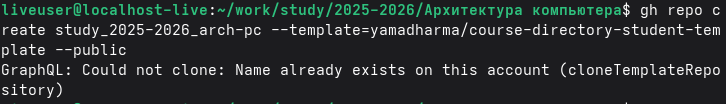 liveuser@localhost-live:~/work/study/2025-2026/Архитектура компьютера$ gh repo c
reate study_2025-2026_arch-pc --template=yamadharma/course-directory-student-tem
plate --public
GraphQL: Could not clone: Name already exists on this account (cloneTemplateRepo
sitory)